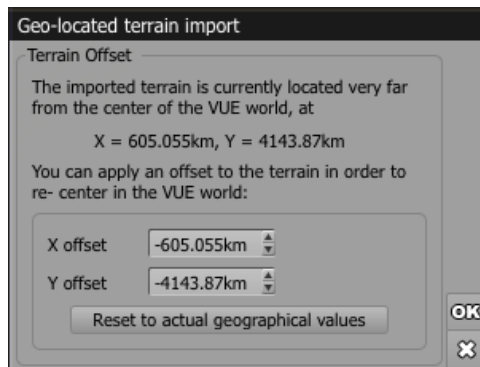 Geo-located terrain import
Terrain Offset
The imported terrain is currently located very far
from the center of the VUE world, at
X = 605.055km, Y = 4143.87km
You can apply an offset to the terrain in order to
re- center in the VUE world:
X offset -605.055km
Y offset -4143.87km
Reset to actual geographical values
OK